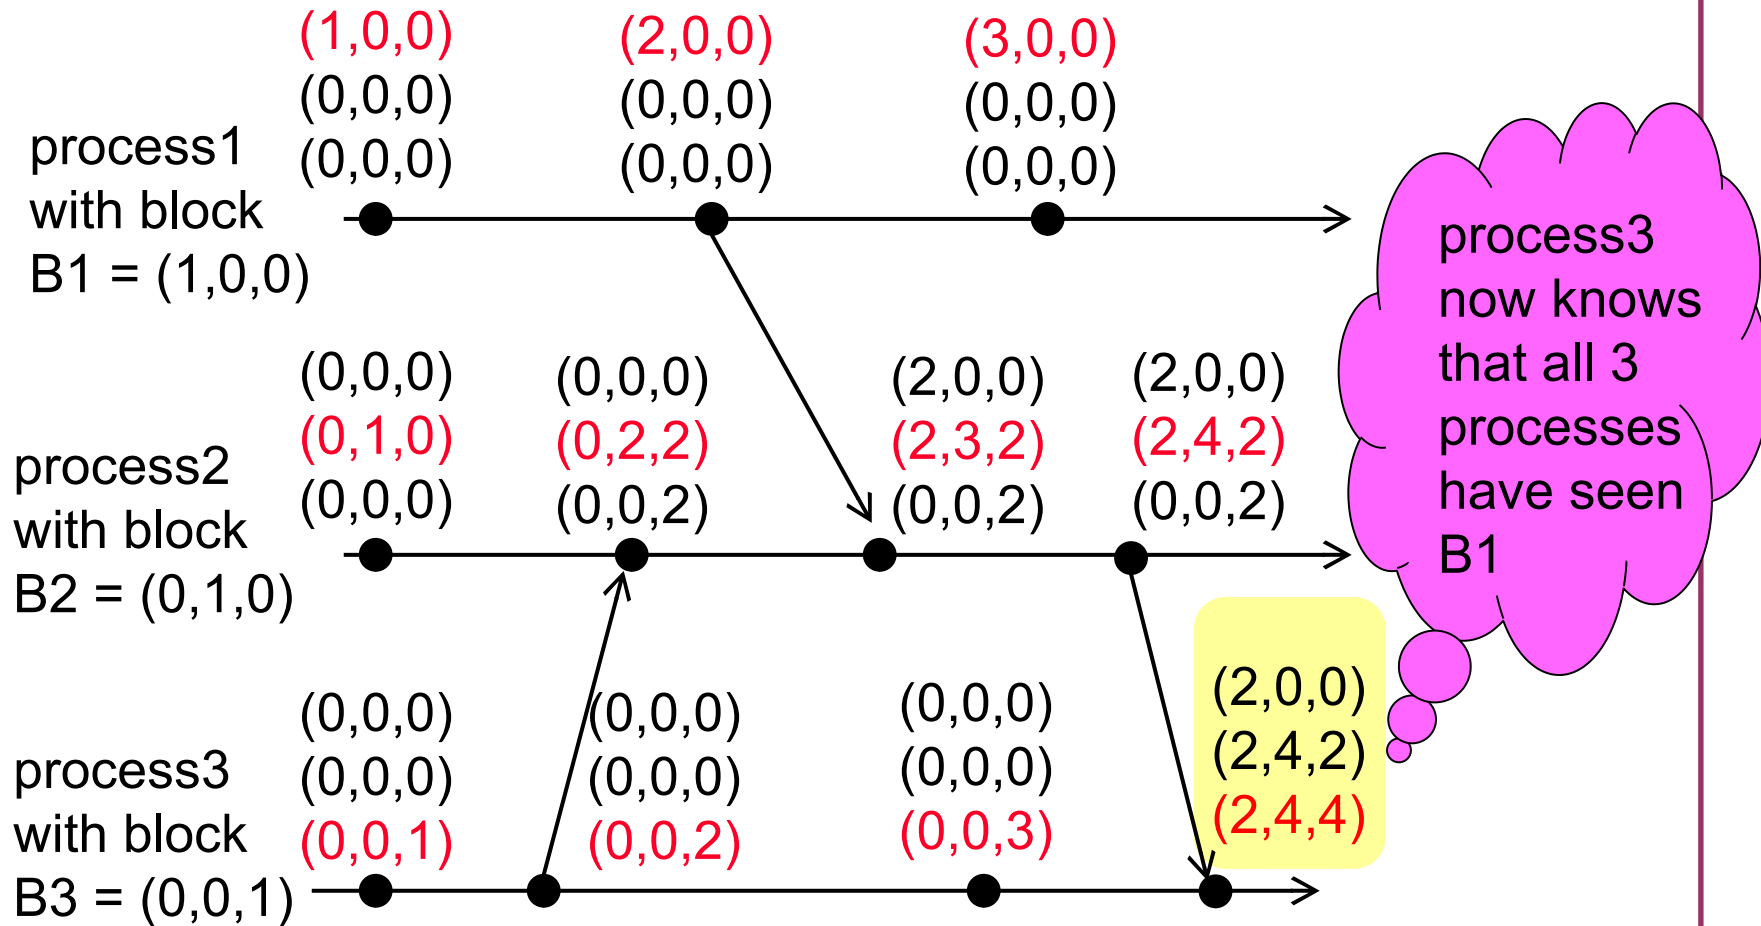 (1,0,0) (2,0,0) (3,0,0)
(0,0,0) (0,0,0) (0,0,0)
(0,0,0) (0,0,0) (0,0,0)
process1
with block
B1 = (1,0,0)
(0,0,0) (0,0,0) (2,0,0) (2,0,0)
(0,1,0) (0,2,2) (2,3,2) (2,4,2)
(0,0,0) (0,0,2) (0,0,2) (0,0,2)
process2
with block
B2 = (0,1,0)
(0,0,0) (0,0,0) (0,0,0) (2,0,0)
(0,0,0) (0,0,0) (0,0,0) (2,4,2)
(0,0,1) (0,0,2) (0,0,3) (2,4,4)
process3
with block
B3 = (0,0,1)
process3
now knows
that all 3
processes
have seen
B1